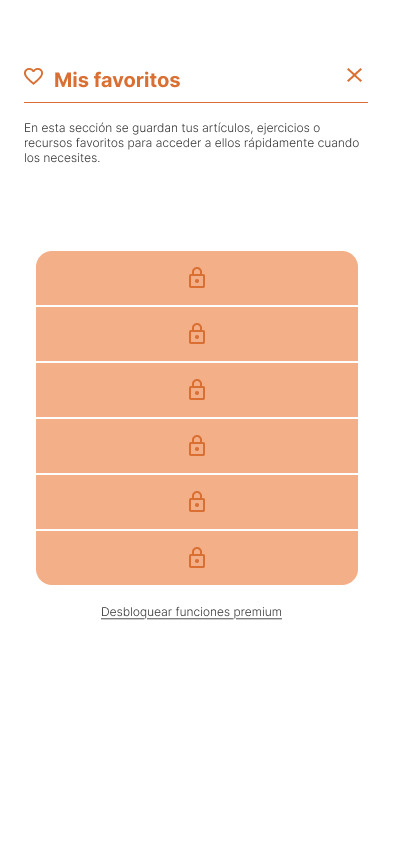 Mis favoritos
En esta sección se guardan tus artículos, ejercicios o
recursos favoritos para acceder a ellos rápidamente cuando
los necesites.
Desbloquear funciones premium